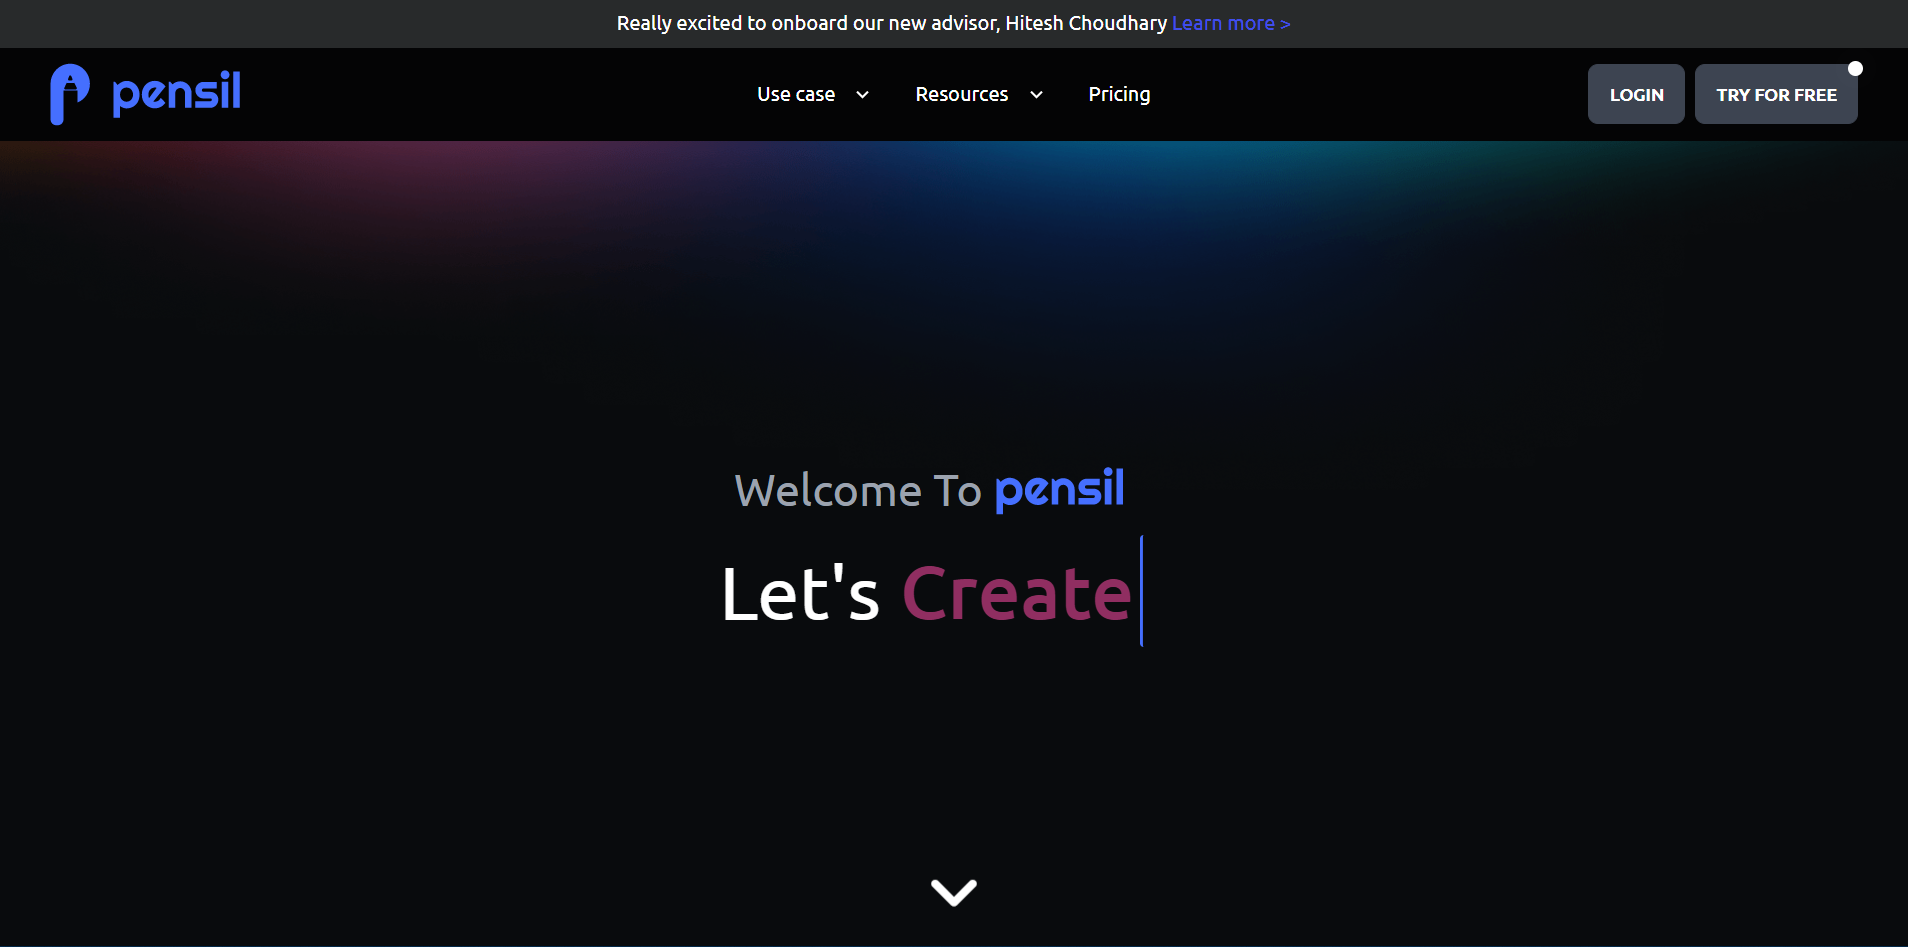 Really excited to onboard our new advisor, Hitesh Choudhary Learn more >
pensil
Use case
Resources
Pricing
LOGIN
TRY FOR FREE
Welcome To pensil
Let's Create